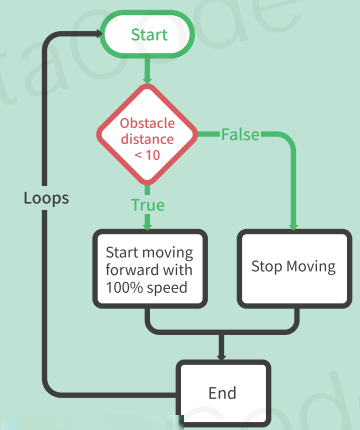 Start
Obstacle
distance
< 10
False
True
Loops
Start moving
forward with
100% speed
Stop Moving
End